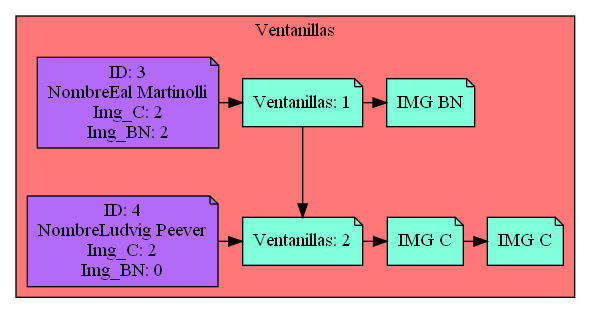 Ventanillas
ID: 3
NombreEal Martinolli
Img_C: 2
Img_BN: 2
Ventanillas: 1
IMG BN
ID: 4
NombreLudvig Peever
Img_C: 2
Img_BN: 0
Ventanillas: 2
IMG C
IMG C